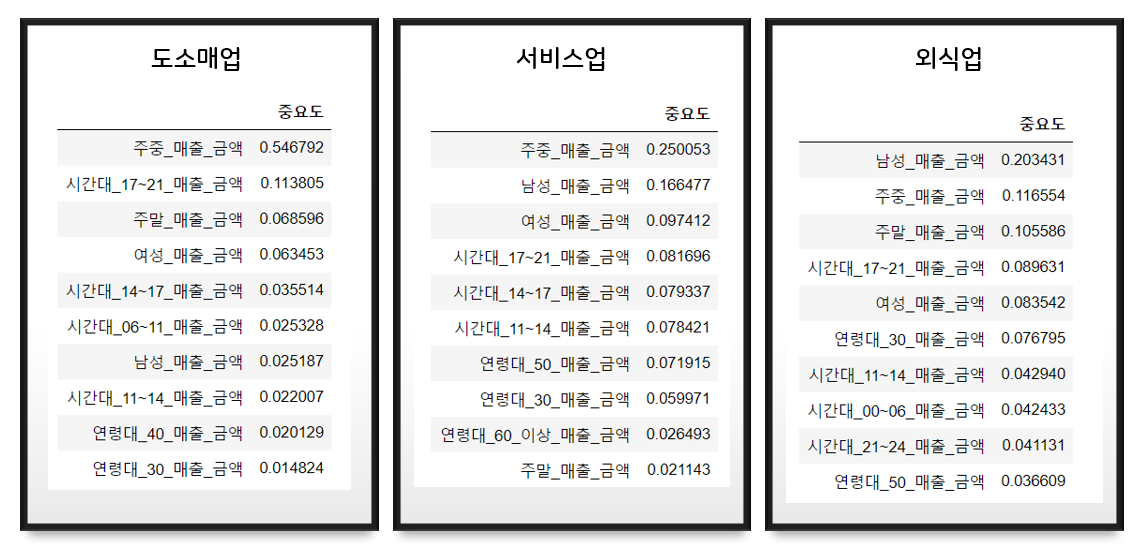 도소매업
중요도
주중_매출_금액 0.546792
시간대_17~21_매출_금액 0.113805
주말_매출_금액 0.068596
여성_매출_금액 0.063453
시간대_14~17_매출_금액 0.035514
시간대_06~11_매출_금액 0.025328
남성_매출_금액 0.025187
시간대_11~14_매출_금액 0.022007
연령대_40_매출_금액 0.020129
연령대_30_매출_금액 0.014824
서비스업
중요도
주중_매출_금액 0.250053
남성_매출_금액 0.166477
여성_매출_금액 0.097412
시간대_17~21_매출_금액 0.081696
시간대_14~17_매출_금액 0.079337
시간대_11~14_매출_금액 0.078421
연령대_50_매출_금액 0.071915
연령대_30_매출_금액 0.059971
연령대_60_이상_매출_금액 0.026493
주말_매출_금액 0.021143
외식업
중요도
남성_매출_금액 0.203431
주중_매출_금액 0.116554
주말_매출_금액 0.105586
시간대_17~21_매출_금액 0.089631
여성_매출_금액 0.083542
연령대_30_매출_금액 0.076795
시간대_11~14_매출_금액 0.042940
시간대_00~06_매출_금액 0.042433
시간대_21~24_매출_금액 0.041131
연령대_50_매출_금액 0.036609